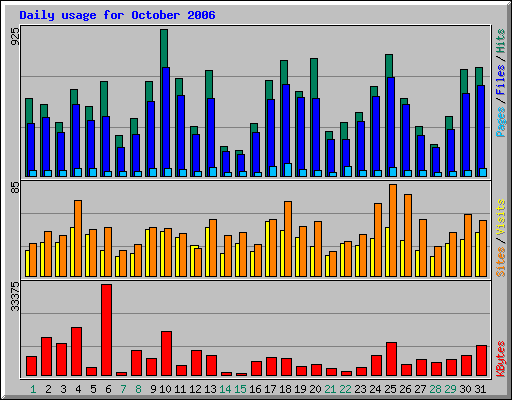 Daily usage for October 2006
925
Pages / Files / Hits
85
Sites / Visits
33375
KBytes
1 2 3 4 5 6 7 8 9 10 11 12 13 14 15 16 17 18 19 20 21 22 23 24 25 26 27 28 29 30 31